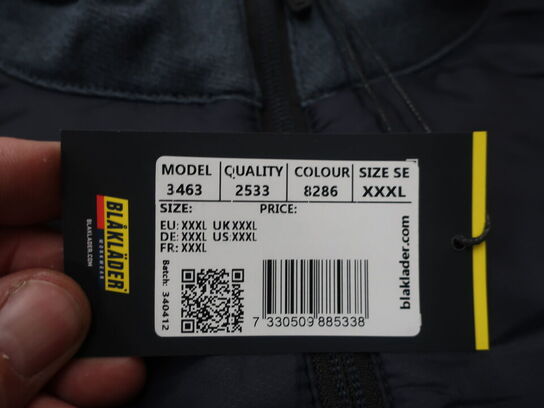 MODEL QUALITY COLOUR SIZE SE
3463 2533 8286 XXXL
SIZE: PRICE:
EU: XXXL UK XXXL
DE: XXXL US: XXXL
FR: XXXL
Batch: 340412
7 330509 885338
blaklader.com
BLÅKLÄDER
WORKWEAR
BLAKLADER.COM